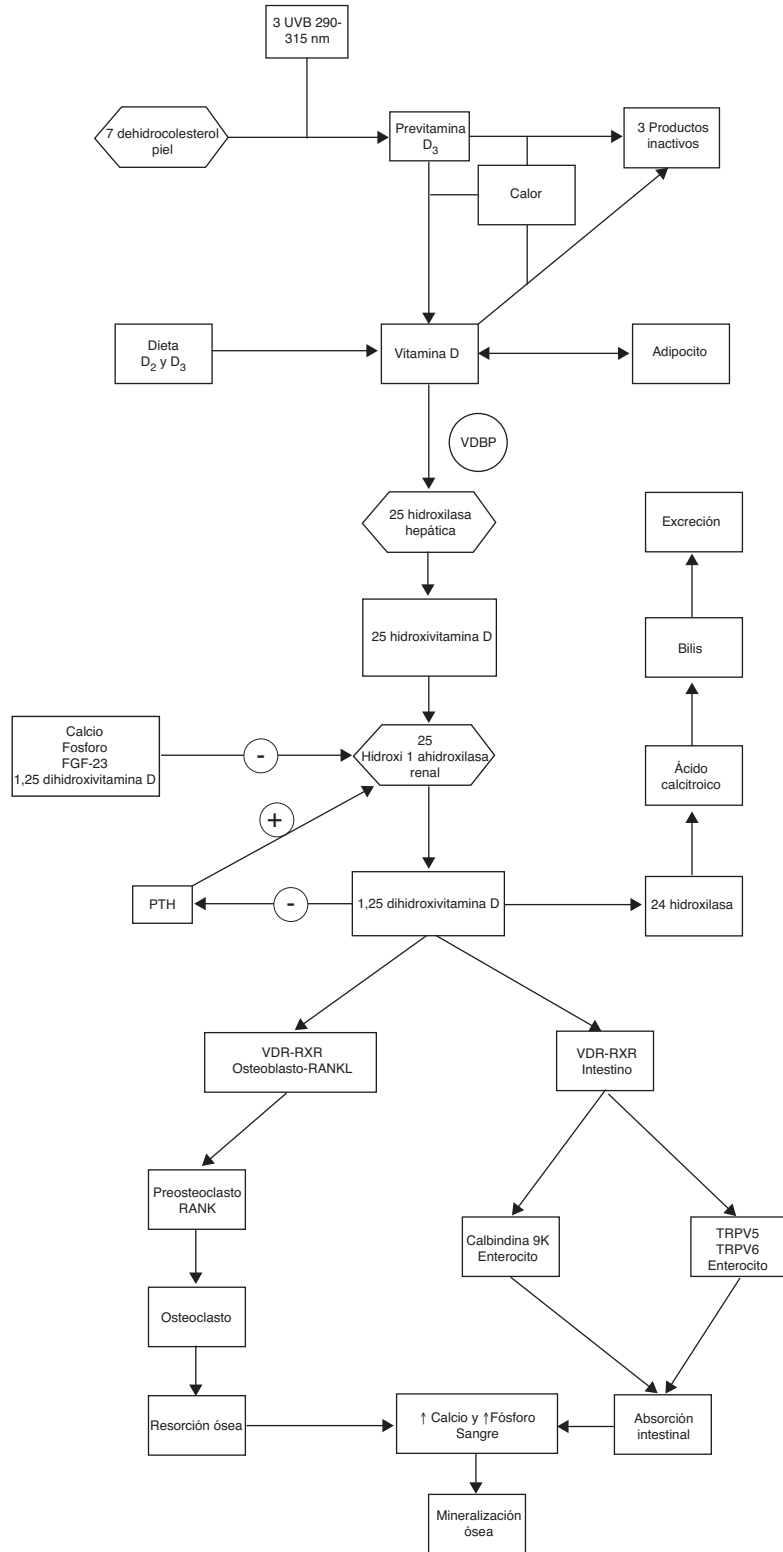 3 UVB 290-
315 nm
7 dehidrocolesterol
piel
Previtamina
D3
3 Productos
inactivos
Calor
Dieta
D2 y D3
Vitamina D
Adipocito
VDBP
25 hidroxilasa
hepática
Excreción
25 hidroxivitamina D
Bilis
Calcio
Fosforo
FGF-23
1,25 dihidroxivitamina D
-
25
Hidroxi 1 ahidroxilasa
renal
Ácido
calcitroico
+
PTH
-
1,25 dihidroxivitamina D
24 hidroxilasa
VDR-RXR
Osteoblasto-RANKL
VDR-RXR
Intestino
Preosteoclasto
RANK
Calbindina 9K
Enterocito
TRPV5
TRPV6
Enterocito
Osteoclasto
Resorción ósea
↑ Calcio y ↑Fósforo
Sangre
Absorción
intestinal
Mineralización
ósea